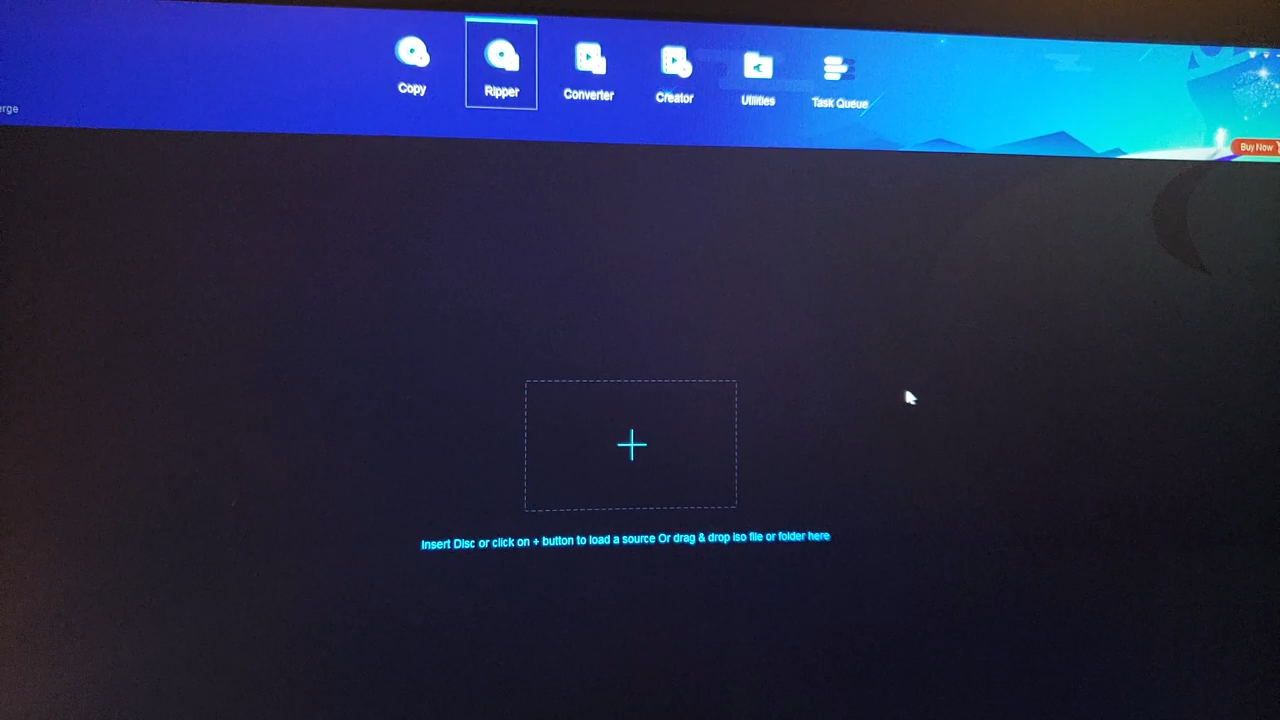 Copy
Ripper
Converter
Creator
Utilities
Task Queue
erge
Buy Now
Insert Disc or click on + button to load a source Or drag & drop iso file or folder here